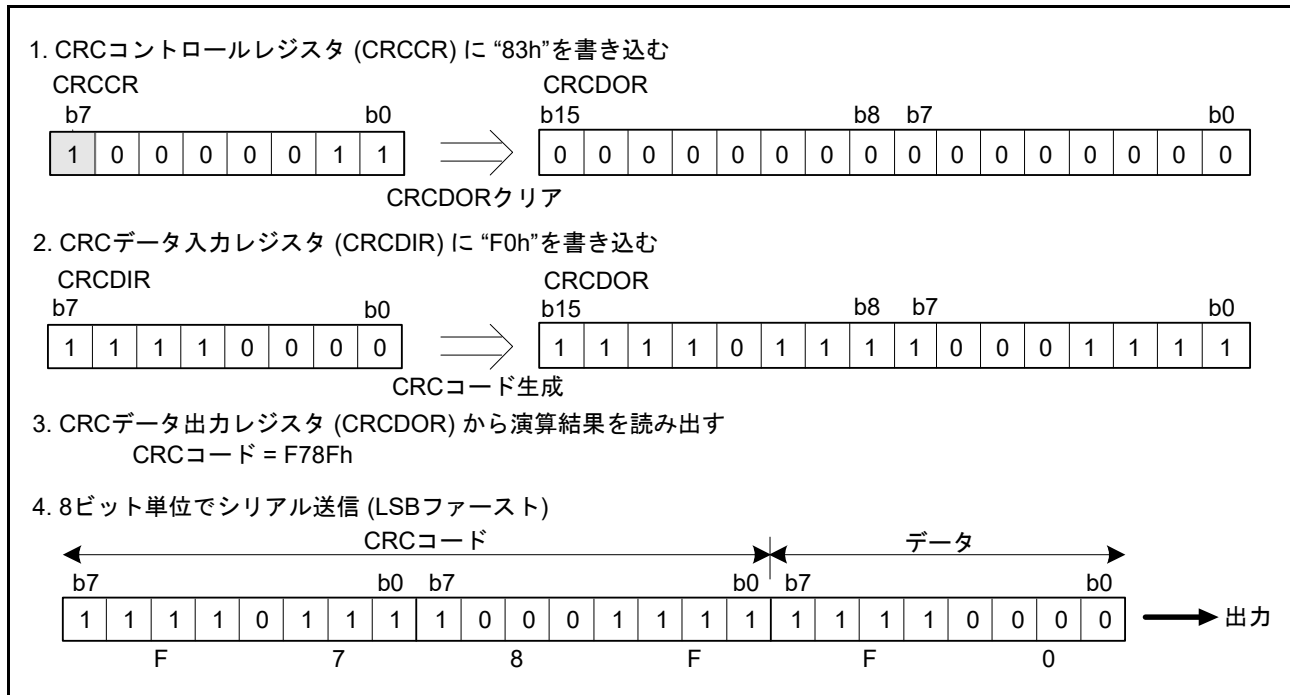 1. CRCコントロールレジスタ (CRCCR) に “83h”を書き込む
CRCCR CRCDOR
b7 b0 b15 b8 b7 b0
1 0 0 0 0 0 1 1 0 0 0 0 0 0 0 0 0 0 0 0 0 0 0 0
CRCDORクリア
2. CRCデータ入力レジスタ (CRCDIR) に “F0h”を書き込む
CRCDIR CRCDOR
b7 b0 b15 b8 b7 b0
1 1 1 1 0 0 0 0 1 1 1 1 0 1 1 1 1 0 0 0 1 1 1 1
CRCコード生成
3. CRCデータ出力レジスタ (CRCDOR) から演算結果を読み出す
CRCコード = F78Fh
4. 8ビット単位でシリアル送信 (LSBファースト)
CRCコード データ
b7 b0 b7 b0 b7 b0
1 1 1 1 0 1 1 1 1 0 0 0 1 1 1 1 1 1 1 1 0 0 0 0 出力
F 7 8 F F 0